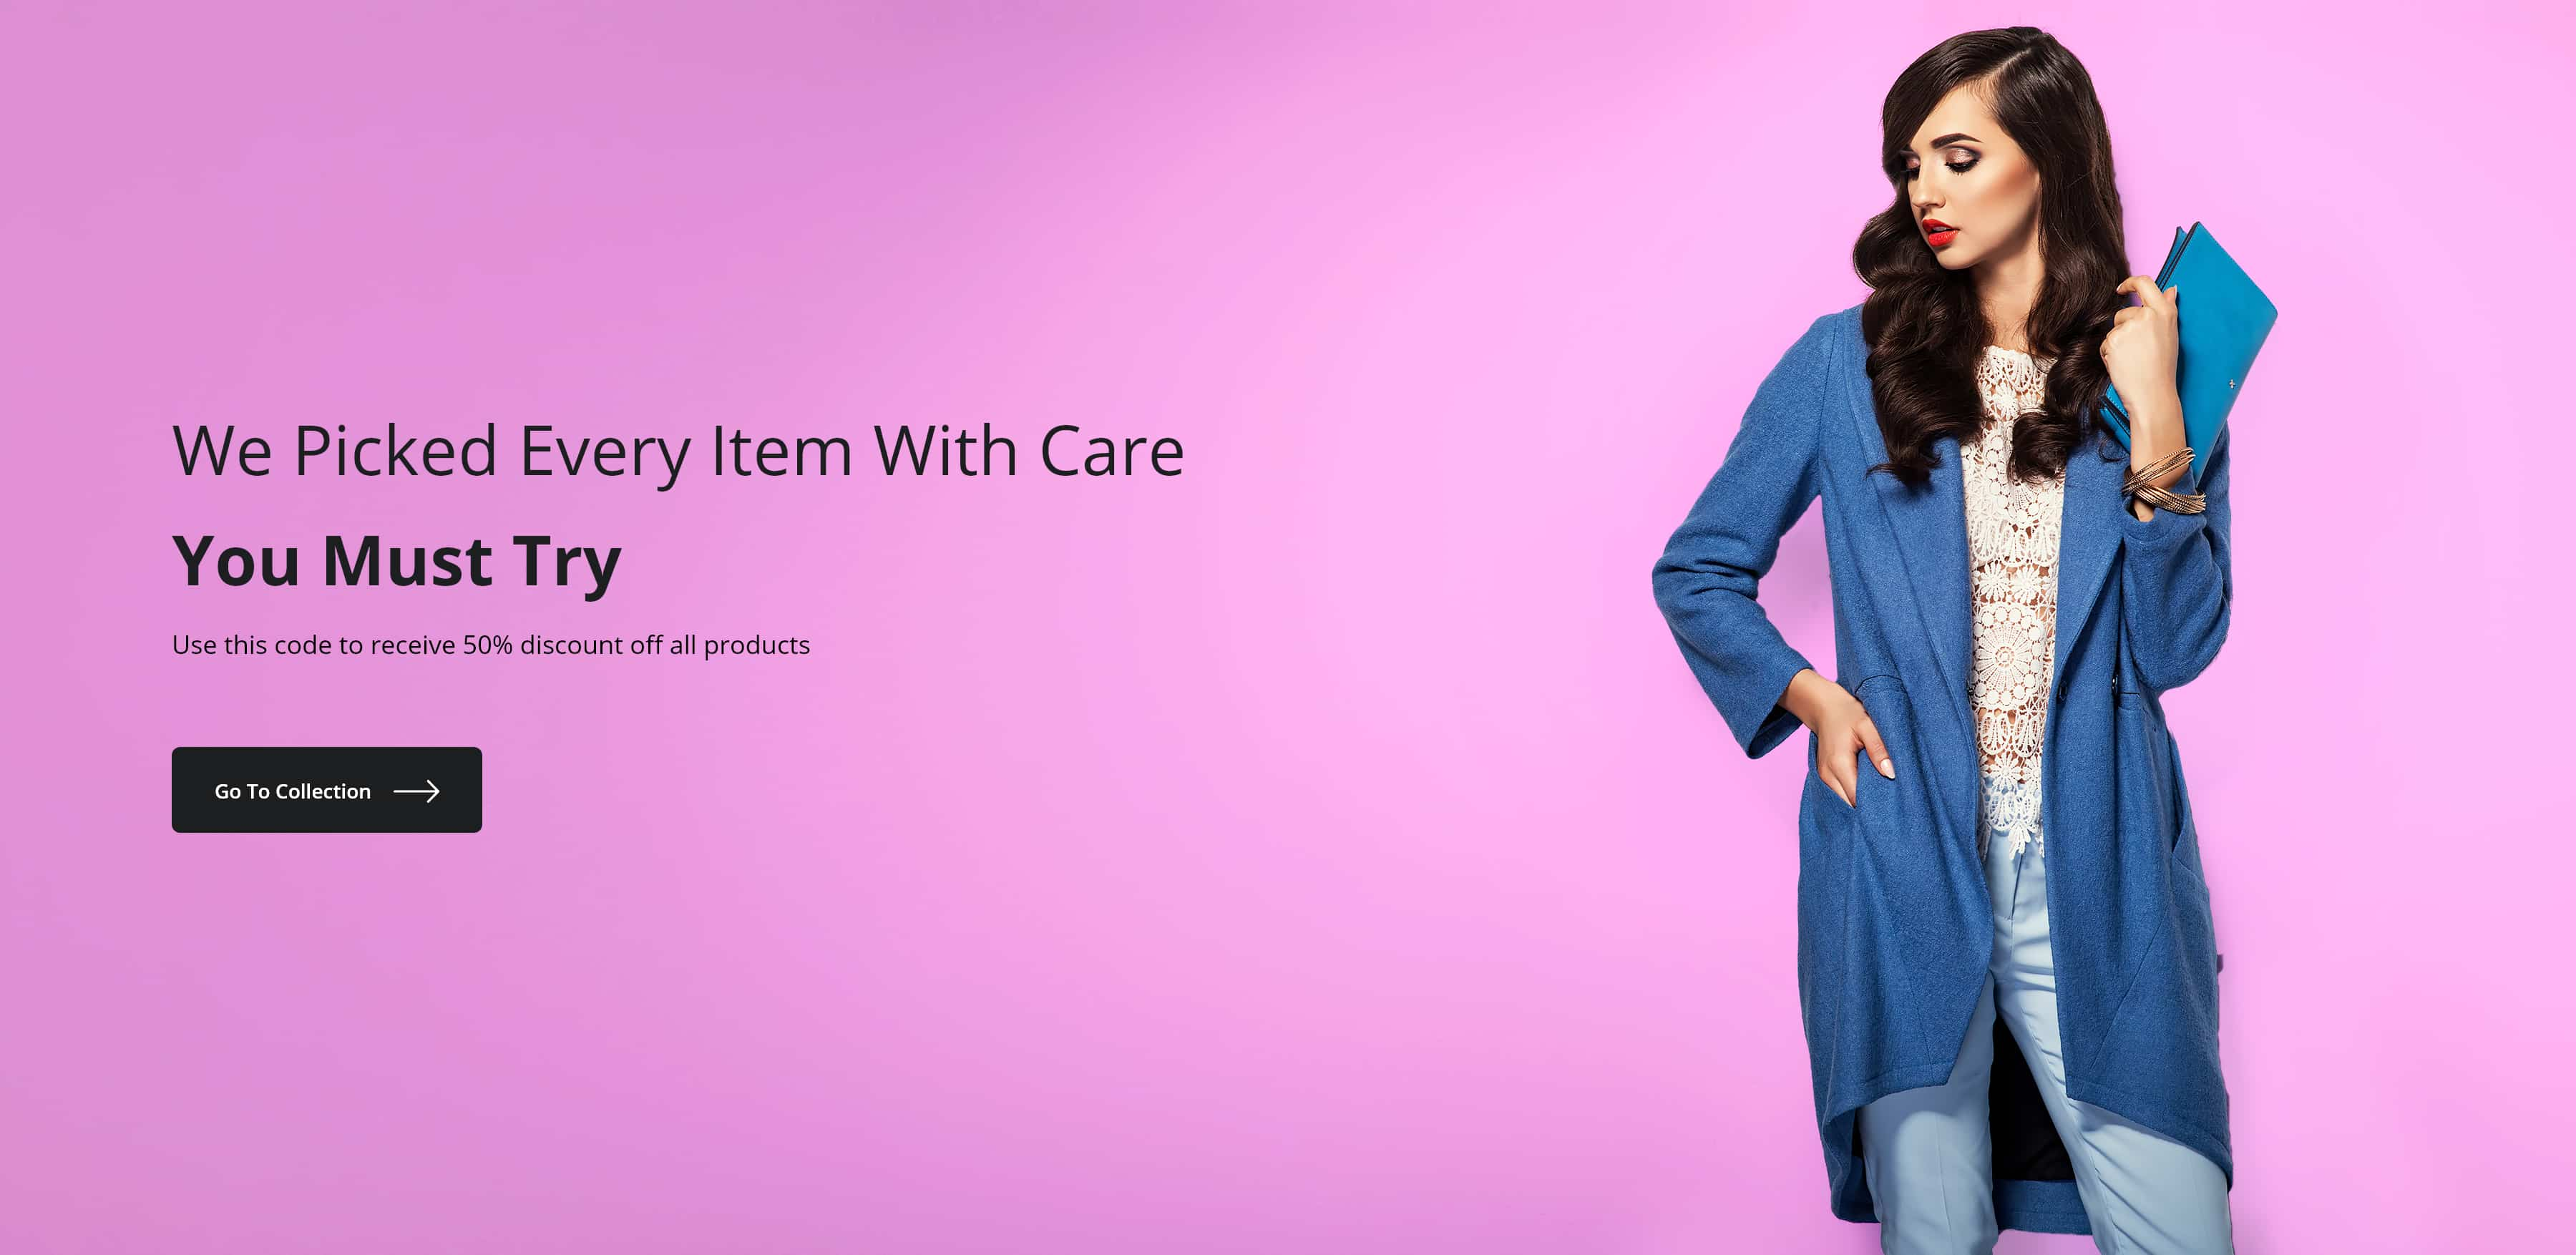 We Picked Every Item With Care
You Must Try
Use this code to receive 50% discount off all products
Go To Collection